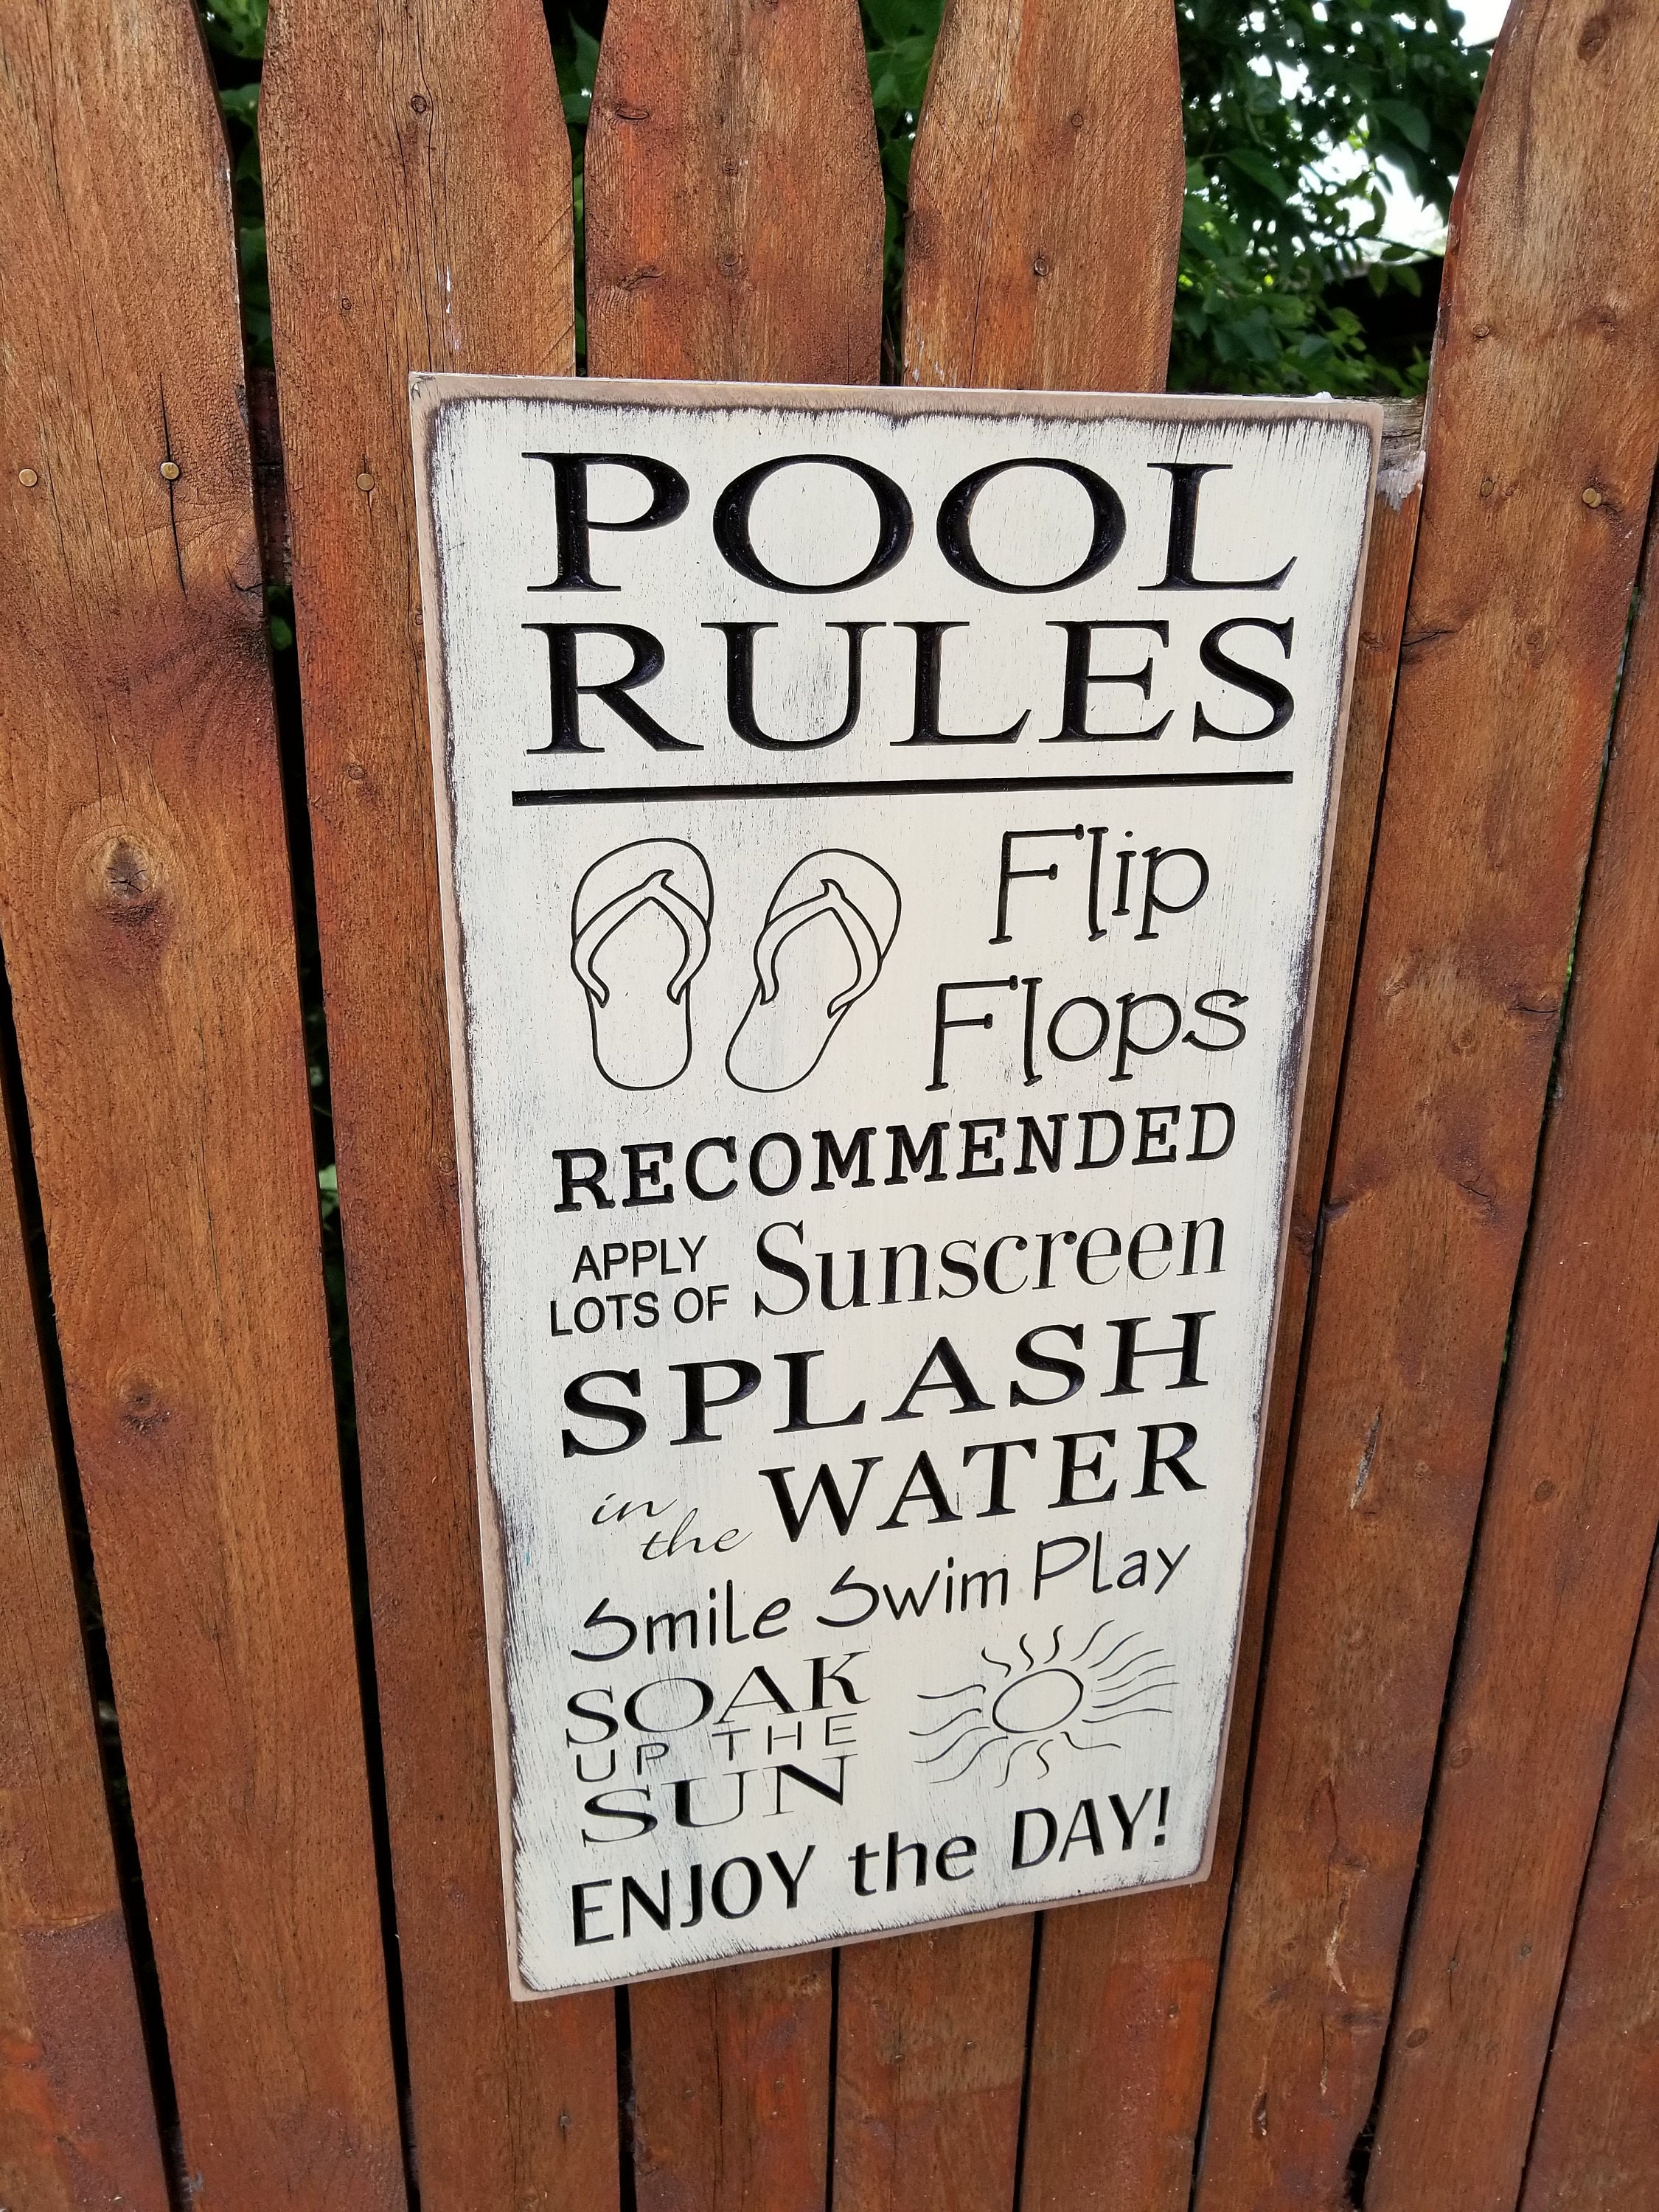 POOL
RULES
Flip
Flops
RECOMMENDED
APPLY
LOTS OF Sunscreen
SPLASH
in the WATER
Smile Swim Play
SOAK
UP THE
SUN
ENJOY the DAY!